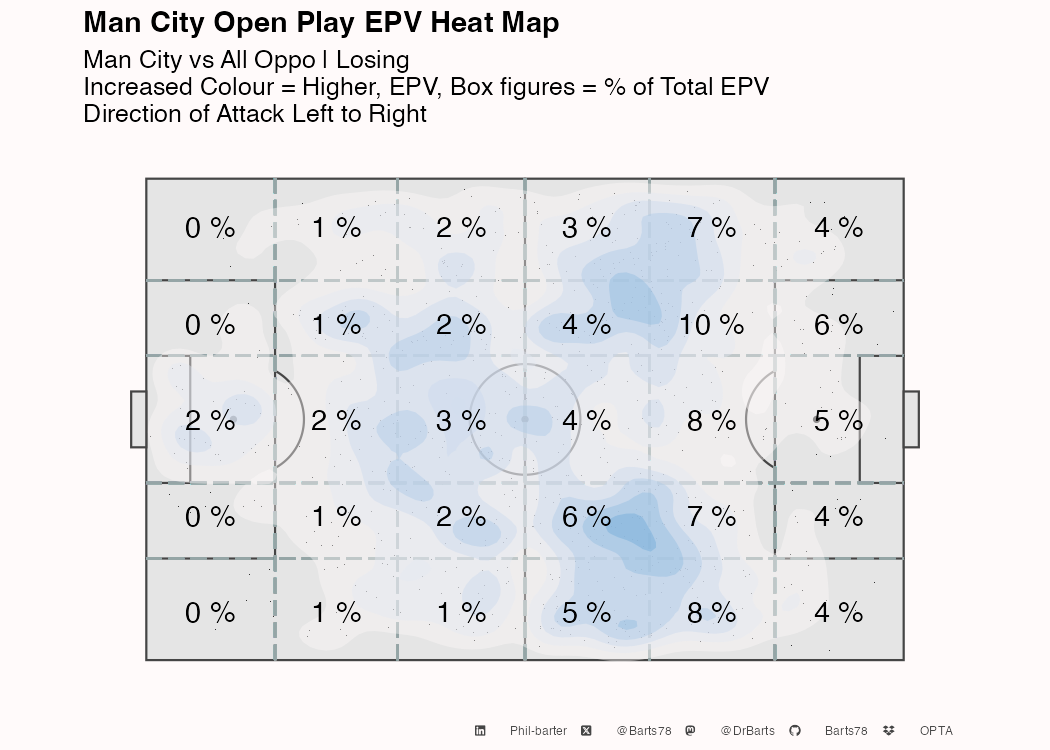 Man City Open Play EPV Heat Map
Man City vs All Oppo | Losing
Increased Colour = Higher, EPV, Box figures = % of Total EPV
Direction of Attack Left to Right
0 % 1 % 2 % 3 % 7 % 4 %
0 % 1 % 2 % 4 % 10 % 6 %
2 % 2 % 3 % 4 % 8 % 5 %
0 % 1 % 2 % 6 % 7 % 4 %
0 % 1 % 1 % 5 % 8 % 4 %
Phil-barter @Barts78 @DrBarts Barts78 OPTA